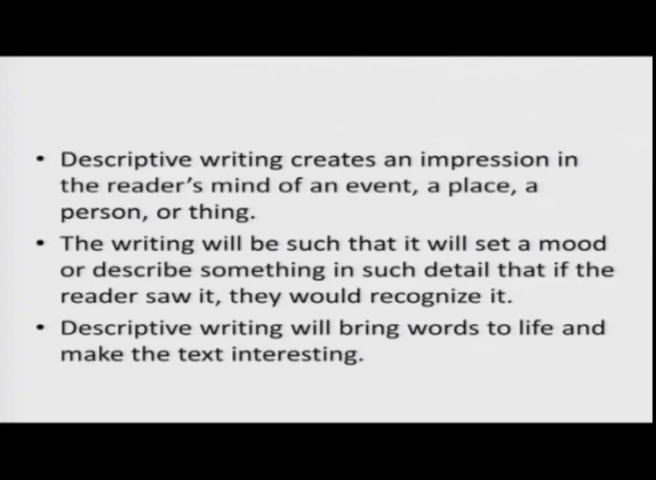 • Descriptive writing creates an impression in
the reader's mind of an event, a place, a
person, or thing.
• The writing will be such that it will set a mood
or describe something in such detail that if the
reader saw it, they would recognize it.
• Descriptive writing will bring words to life and
make the text interesting.